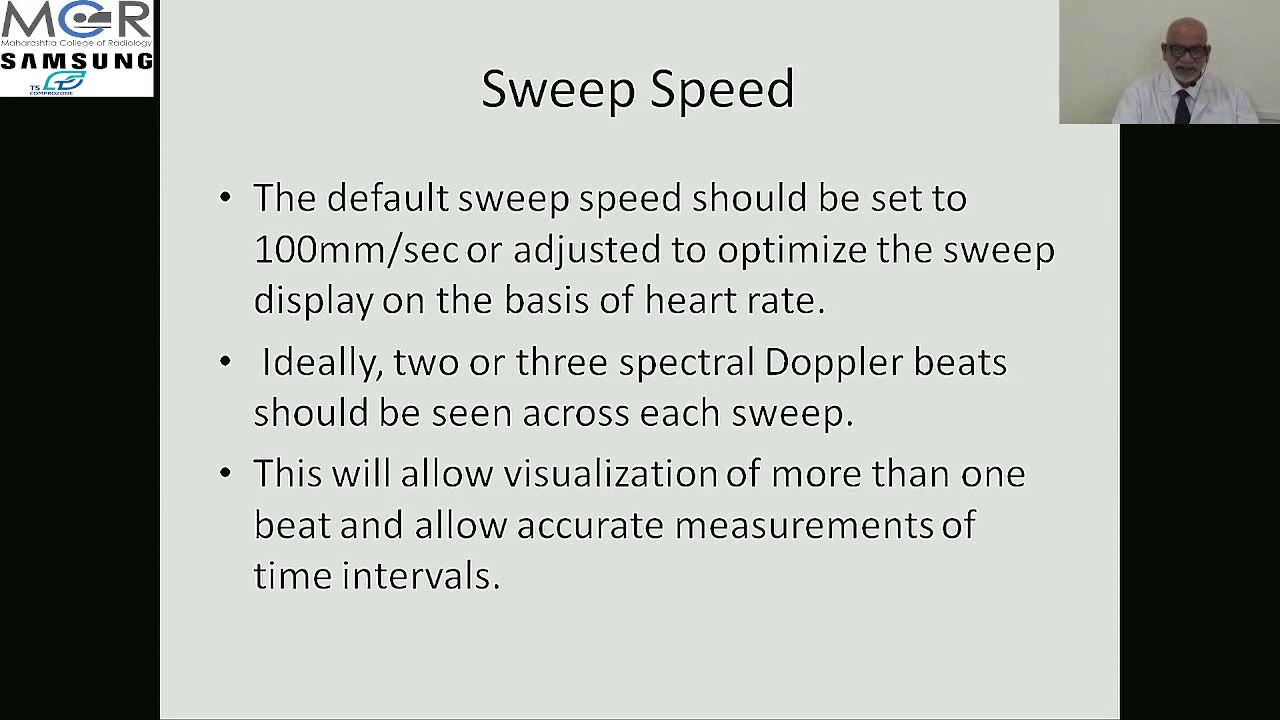 MCR
Maharashtra College of Radiology
SAMSUNG
TS
COMPROZONE
Sweep Speed
• The default sweep speed should be set to
100mm/sec or adjusted to optimize the sweep
display on the basis of heart rate.
• Ideally, two or three spectral Doppler beats
should be seen across each sweep.
• This will allow visualization of more than one
beat and allow accurate measurements of
time intervals.